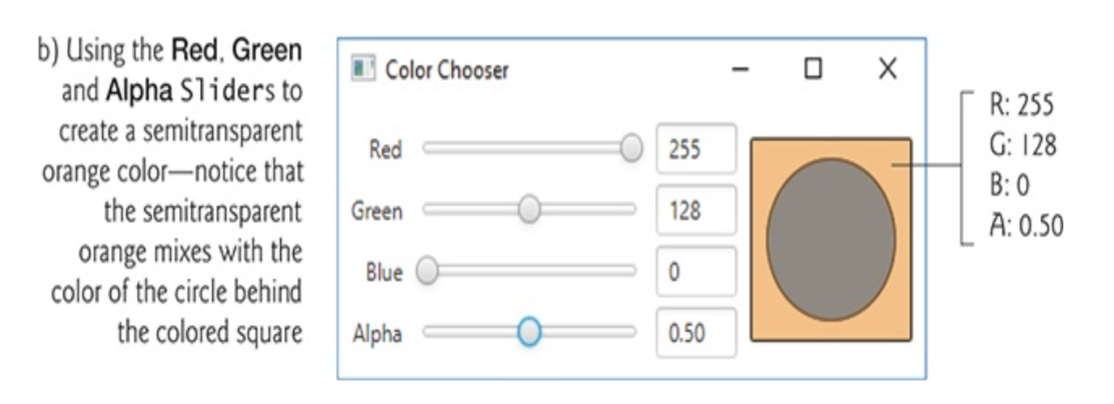 b) Using the Red, Green
and Alpha Sliders to
create a semitransparent
orange color—notice that
the semitransparent
orange mixes with the
color of the circle behind
the colored square
Color Chooser
Red 255
Green 128
Blue 0
Alpha 0.50
R: 255
G: 128
B: 0
A: 0.50